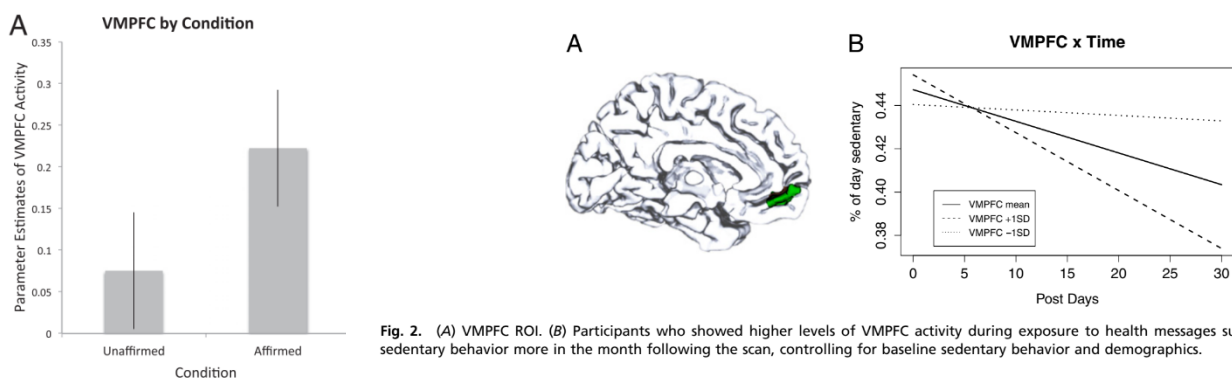 A
VMPFC by Condition
Parameter Estimates of VMPFC Activity
0.35
0.3
0.25
0.2
0.15
0.1
0.05
0
Unaffirmed
Affirmed
Condition
A
B
VMPFC x Time
% of day sedentary
0.44
0.42
0.40
0.38
VMPFC mean
VMPFC +1SD
VMPFC −1SD
0 5 10 15 20 25 30
Post Days
Fig. 2. (A) VMPFC ROI. (B) Participants who showed higher levels of VMPFC activity during exposure to health messages su
sedentary behavior more in the month following the scan, controlling for baseline sedentary behavior and demographics.